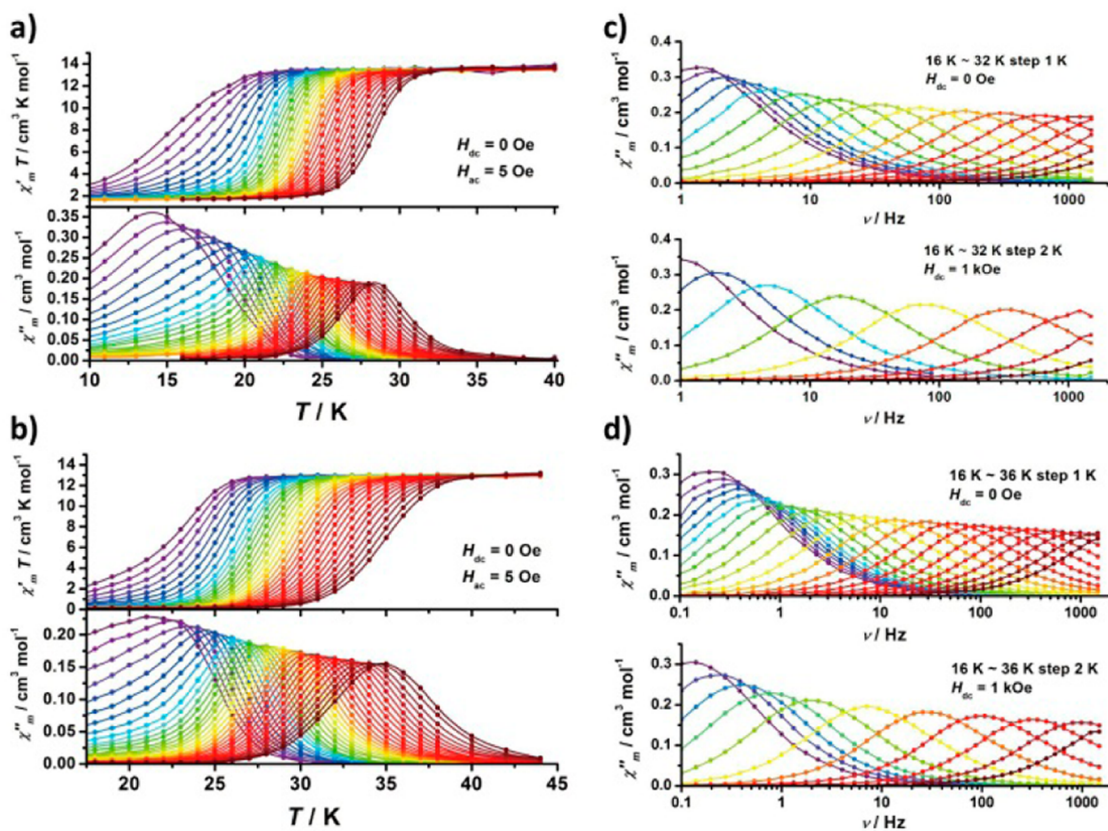 a)
χ'm T / cm³ K mol⁻¹
14
12
10
8
6
4
2
Hdc = 0 Oe
Hac = 5 Oe
χ''m / cm³ mol⁻¹
0.35
0.30
0.25
0.20
0.15
0.10
0.05
0.00
10 15 20 25 30 35 40
T / K
b)
χ'm T / cm³ K mol⁻¹
14
12
10
8
6
4
2
0
Hdc = 0 Oe
Hac = 5 Oe
χ''m / cm³ mol⁻¹
0.20
0.15
0.10
0.05
0.00
20 25 30 35 40 45
T / K
c)
χ''m / cm³ mol⁻¹
0.4
0.3
0.2
0.1
0.0
16 K ~ 32 K step 1 K
Hdc = 0 Oe
1 10 100 1000
ν / Hz
χ''m / cm³ mol⁻¹
0.4
0.3
0.2
0.1
0.0
16 K ~ 32 K step 2 K
Hdc = 1 kOe
1 10 100 1000
ν / Hz
d)
χ''m / cm³ mol⁻¹
0.3
0.2
0.1
0.0
16 K ~ 36 K step 1 K
Hdc = 0 Oe
0.1 1 10 100 1000
ν / Hz
χ''m / cm³ mol⁻¹
0.3
0.2
0.1
0.0
16 K ~ 36 K step 2 K
Hdc = 1 kOe
0.1 1 10 100 1000
ν / Hz